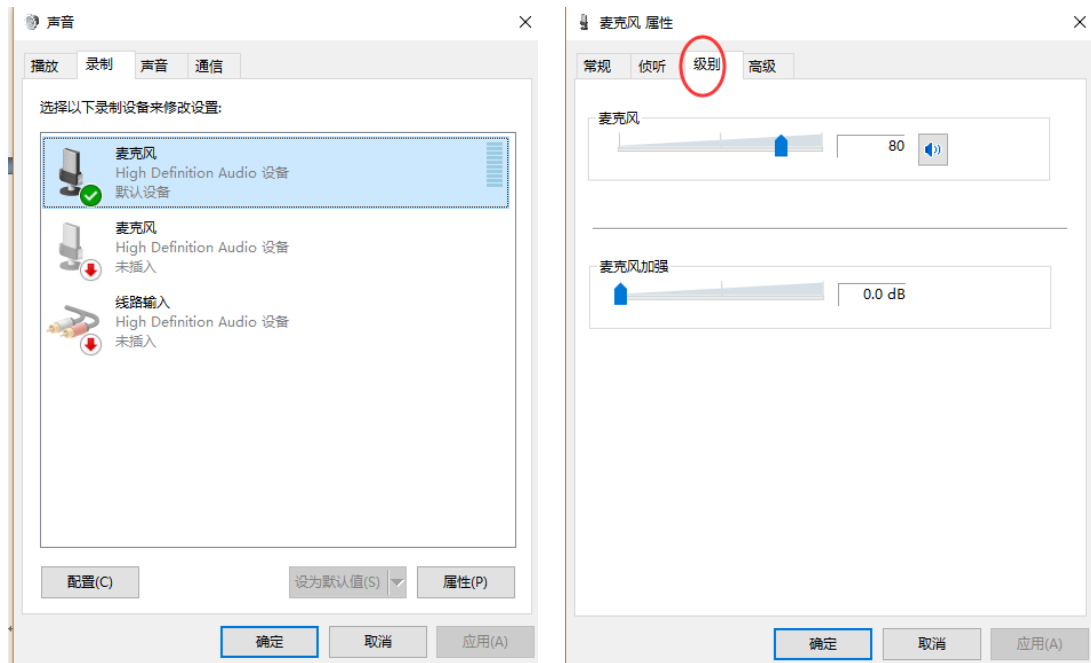 声音
播放 录制 声音 通信
选择以下录制设备来修改设置:
麦克风
High Definition Audio 设备
默认设备
麦克风
High Definition Audio 设备
未插入
线路输入
High Definition Audio 设备
未插入
配置(C) 设为默认值(S) 属性(P)
确定 取消 应用(A)
麦克风 属性
常规 侦听 级别 高级
麦克风
80
麦克风加强
0.0 dB
确定 取消 应用(A)